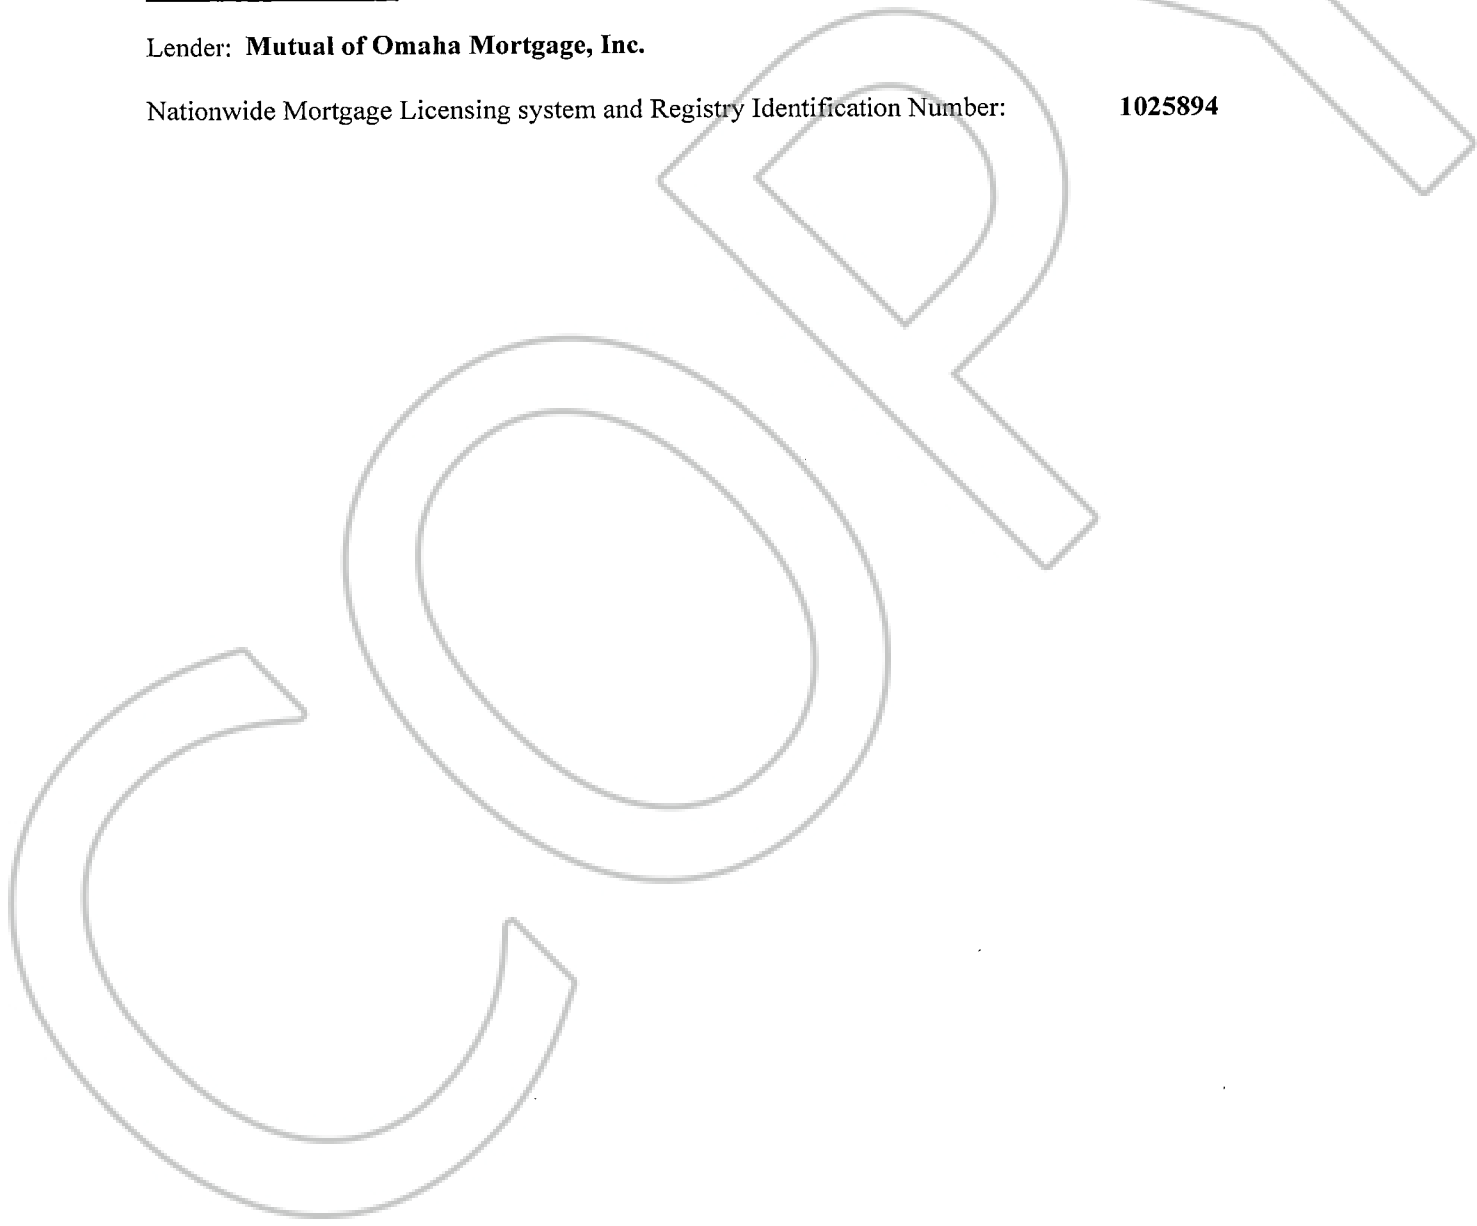 Lender: Mutual of Omaha Mortgage, Inc.
Nationwide Mortgage Licensing system and Registry Identification Number: 1025894
COPY